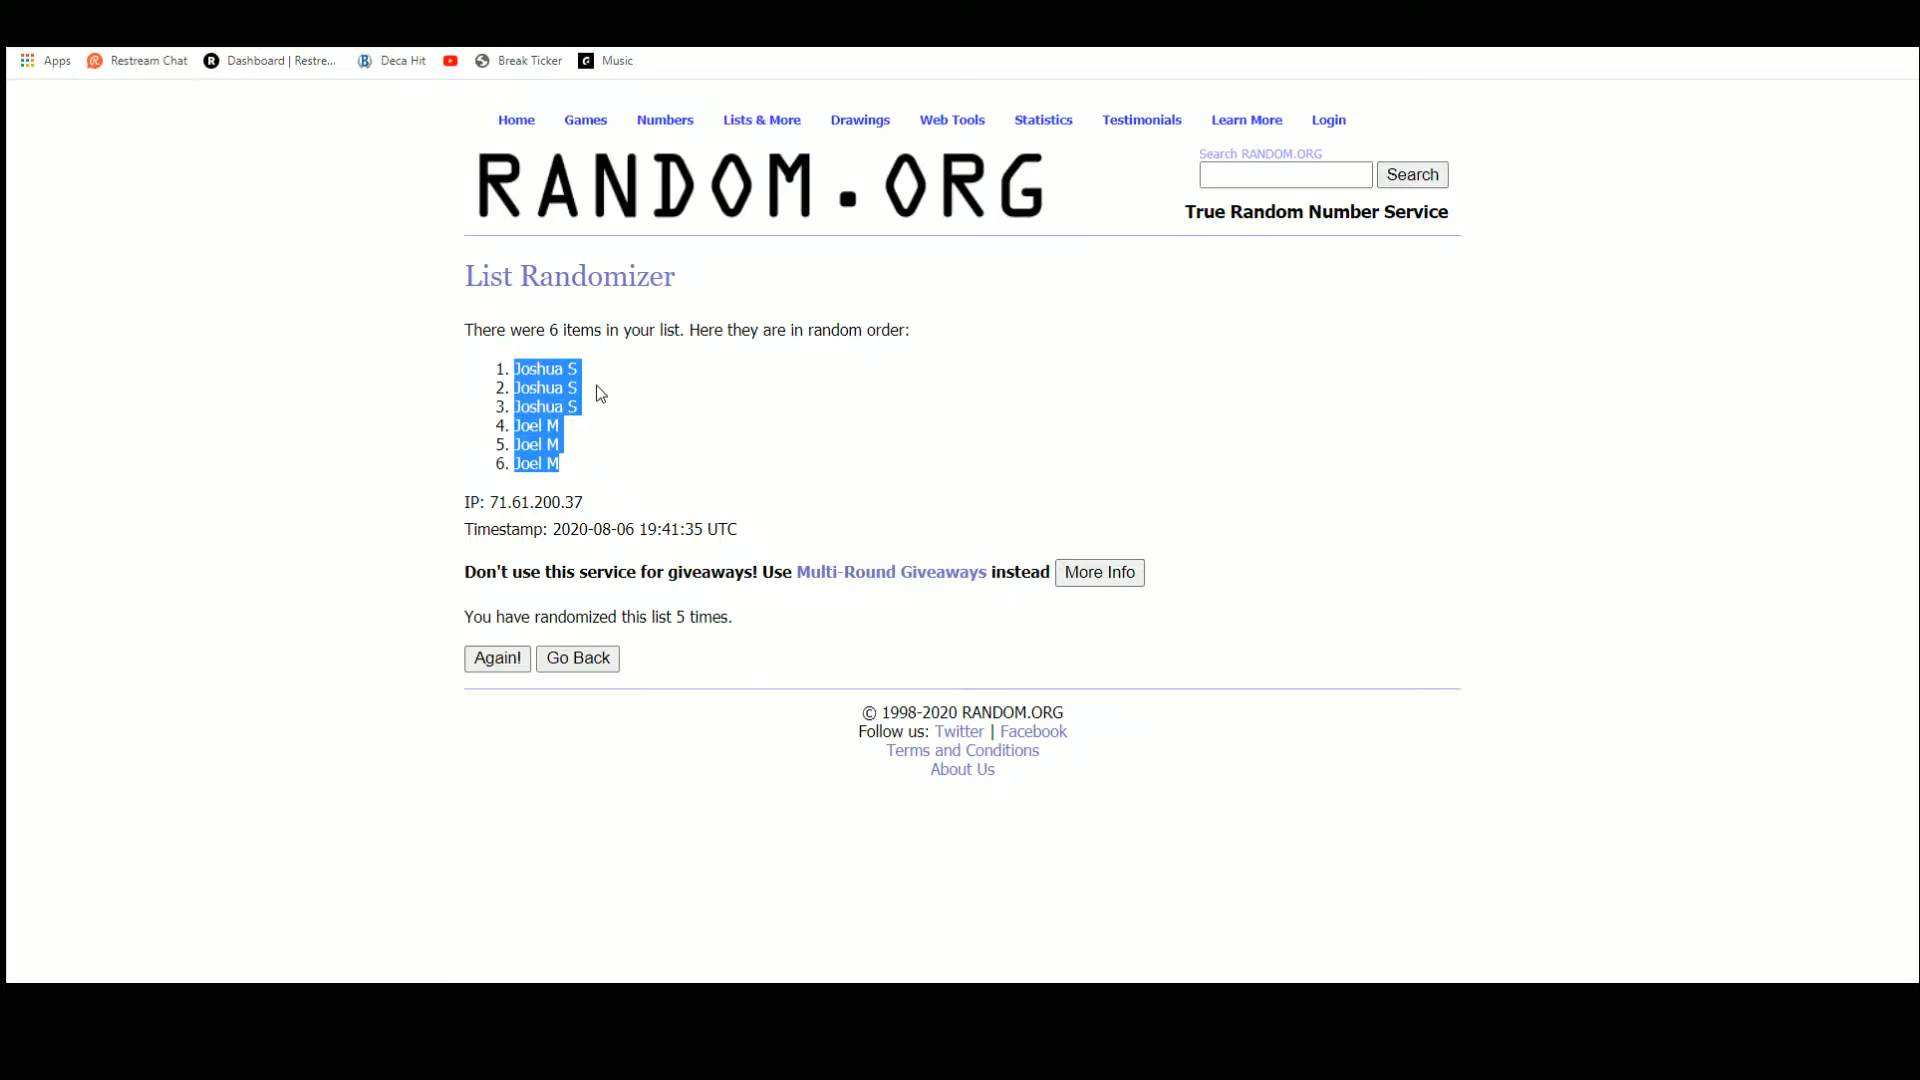 Apps Restream Chat Dashboard | Restre... Deca Hit Break Ticker Music
Home Games Numbers Lists & More Drawings Web Tools Statistics Testimonials Learn More Login
RANDOM.ORG
Search RANDOM.ORG
Search
True Random Number Service
List Randomizer
There were 6 items in your list. Here they are in random order:
1. Joshua S
2. Joshua S
3. Joshua S
4. Joel M
5. Joel M
6. Joel M
IP: 71.61.200.37
Timestamp: 2020-08-06 19:41:35 UTC
Don't use this service for giveaways! Use Multi-Round Giveaways instead More Info
You have randomized this list 5 times.
Again! Go Back
© 1998-2020 RANDOM.ORG
Follow us: Twitter | Facebook
Terms and Conditions
About Us